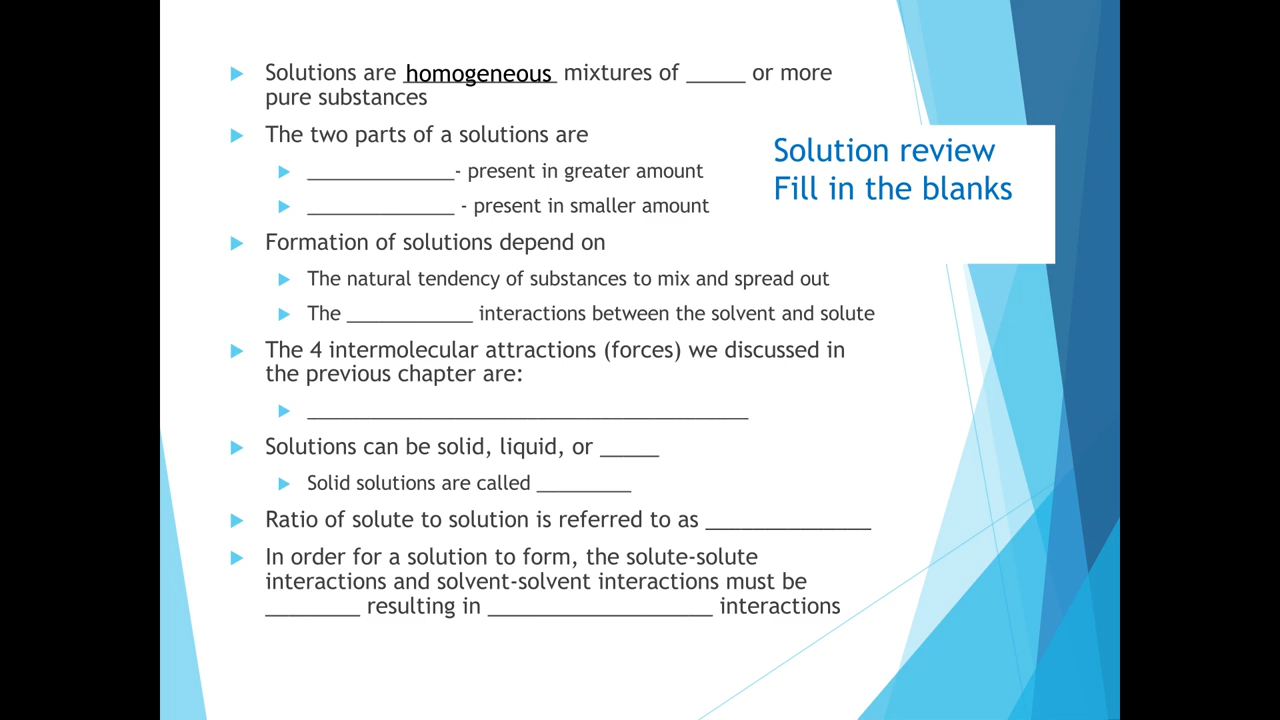 Solutions are homogeneous mixtures of _____ or more
pure substances
The two parts of a solutions are
______________- present in greater amount
______________ - present in smaller amount
Solution review
Fill in the blanks
Formation of solutions depend on
The natural tendency of substances to mix and spread out
The ____________ interactions between the solvent and solute
The 4 intermolecular attractions (forces) we discussed in
the previous chapter are:
__________________________________________
Solutions can be solid, liquid, or _____
Solid solutions are called _________
Ratio of solute to solution is referred to as ______________
In order for a solution to form, the solute-solute
interactions and solvent-solvent interactions must be
________ resulting in ___________________ interactions